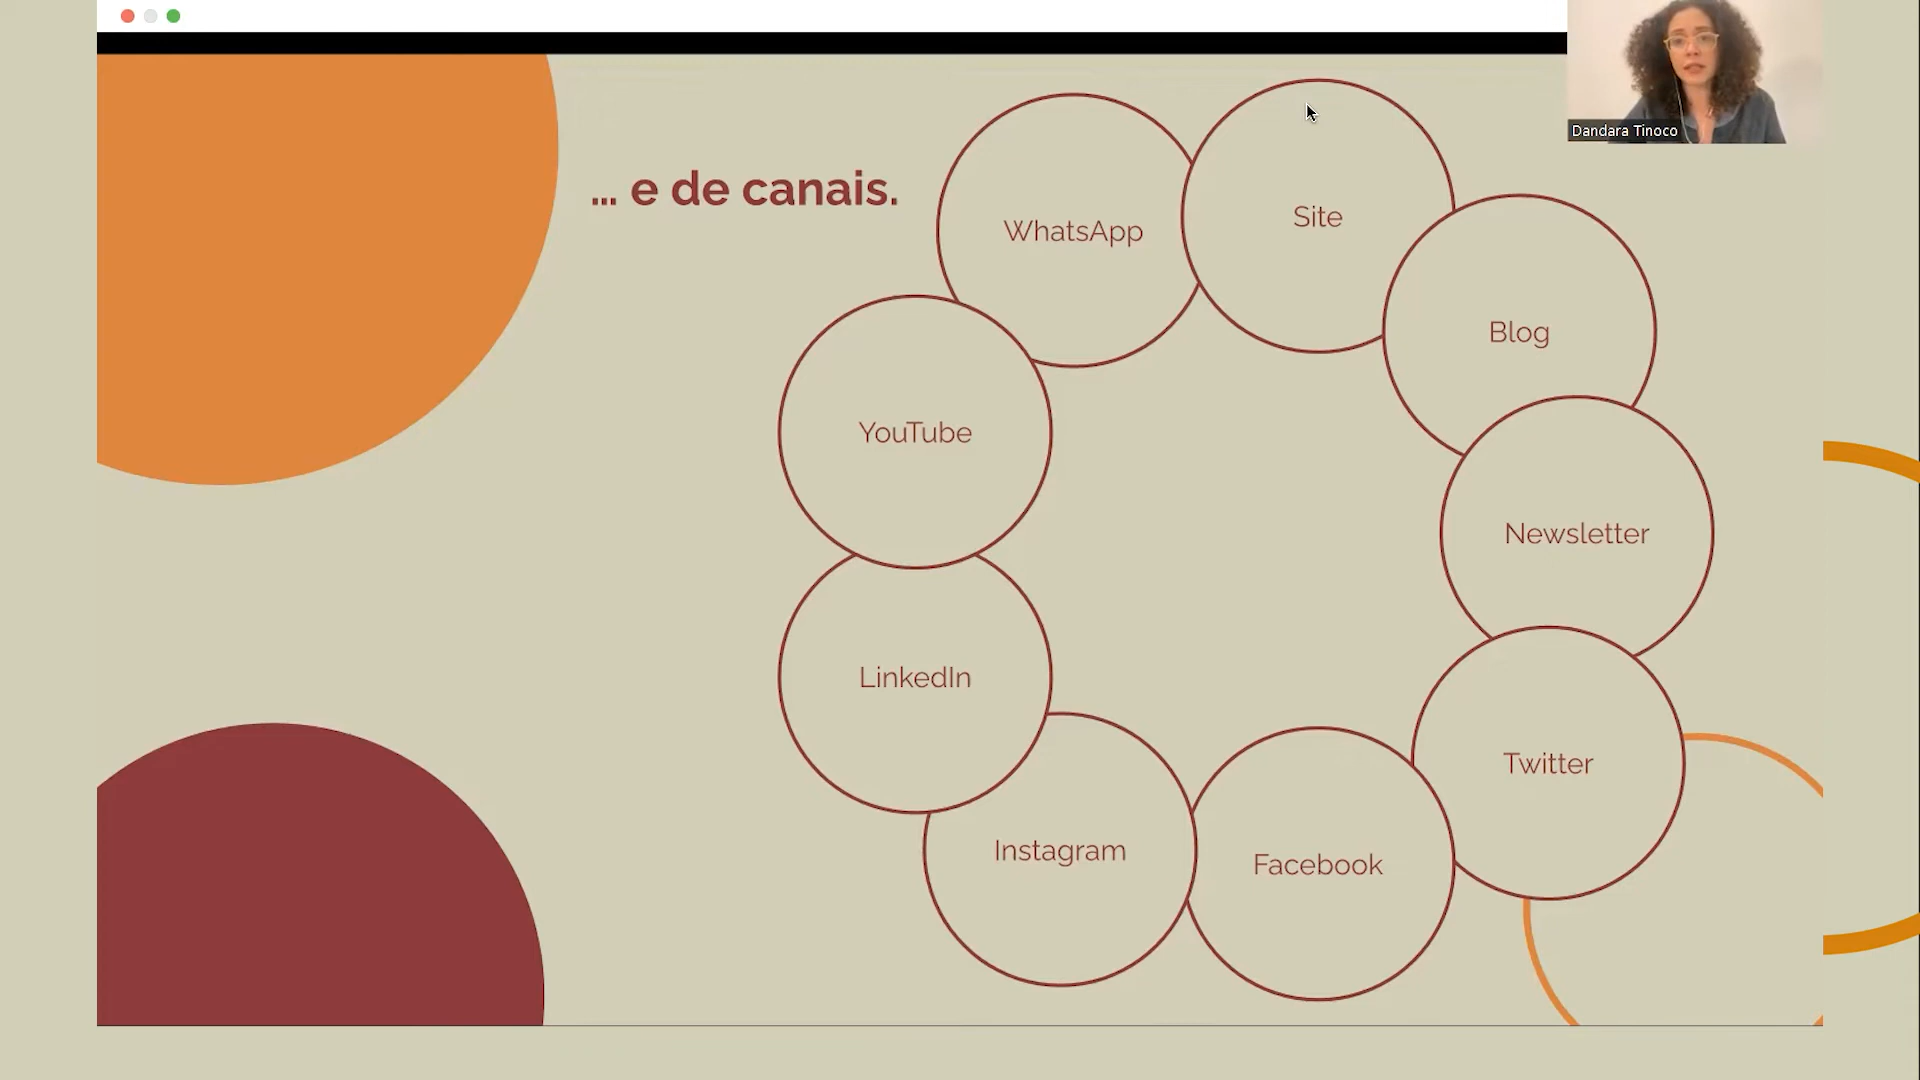 ... e de canais.
WhatsApp
Site
Blog
Newsletter
Twitter
Facebook
Instagram
LinkedIn
YouTube
Dandara Tinoco